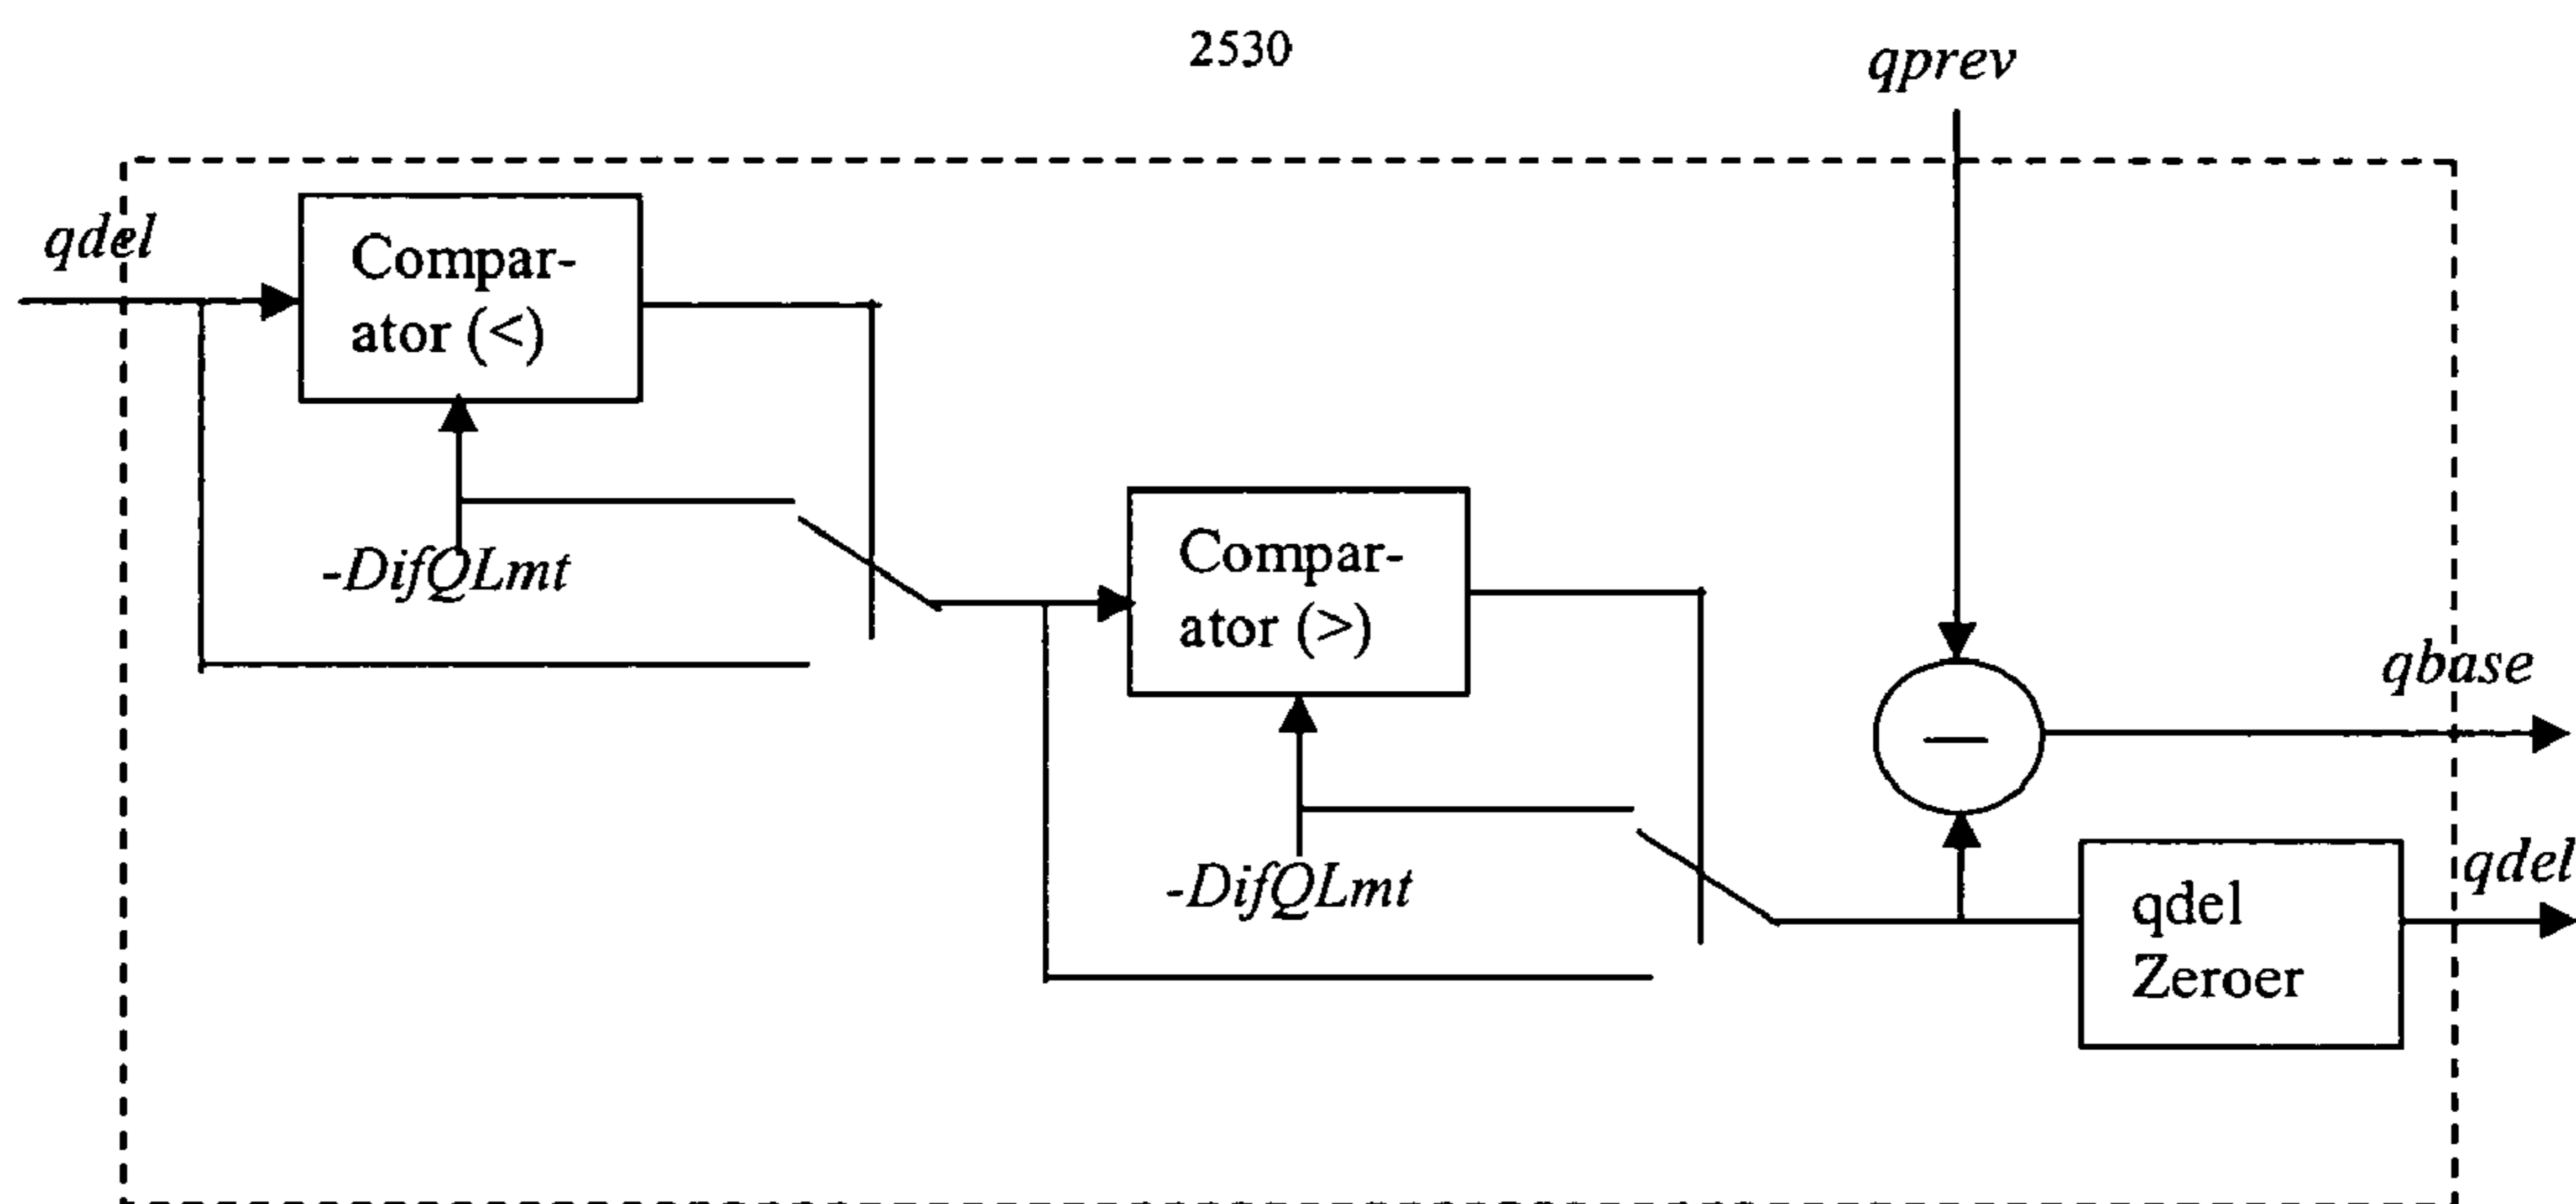 2530
qprev
qdel
Compar-
ator (<)
-DifQLmt
Compar-
ator (>)
-DifQLmt
qbase
qdel
qdel
Zeroer